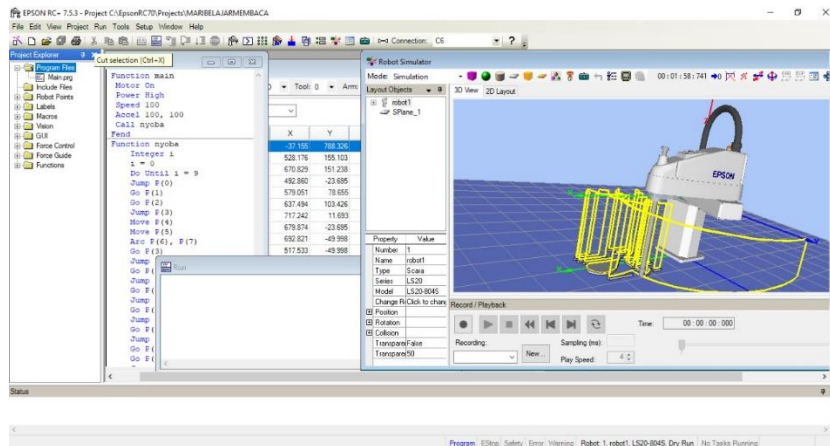 EPSON RC+ 7.5.3 - Project C:\EpsonRC70\Projects\MARIBELAJARMEMBACA
File Edit View Project Run Tools Setup Window Help
Connection: C6
Project Explorer
Cut selection (Ctrl+X)
Program Files
Main.prg
Include Files
Robot Points
Labels
Macros
Vision
GUI
Force Control
Force Guide
Functions
Function main
Motor On
Power High
Speed 100
Accel 100, 100
Call nyoba
Fend
Function nyoba
Integer i
i = 0
Do Until i = 9
Jump P(0)
Go P(1)
Go P(2)
Jump P(3)
Move P(4)
Move P(5)
Arc P(6), P(7)
Go P(3)
Jump
Go P(
Jump
Go P(
Jump
Go P(
Jump
Go P(
Jump
Go P(
Go P(
Tool: 0 Arm:
X Y
-37.155 788.326
528.176 155.103
670.829 151.238
492.860 -23.695
579.051 78.655
637.494 103.426
717.242 11.693
679.874 -23.695
692.821 -49.998
517.533 -49.998
Run
Robot Simulator
Mode: Simulation
00 : 01 : 58 : 741
Layout Objects
3D View 2D Layout
robot1
SPlane_1
EPSON
Property Value
Number 1
Name robot1
Type Scara
Series LS20
Model LS20-804S
Change R Click to chang
Position
Rotation
Collision
Transpare False
Transpare 50
Record / Playback
Time: 00 : 00 : 00 : 000
Recording:
New...
Sampling (ms):
Play Speed: 4
Status
Program EStop Safety Error Warning Robot: 1, robot1, LS20-804S, Dry Run No Tasks Running